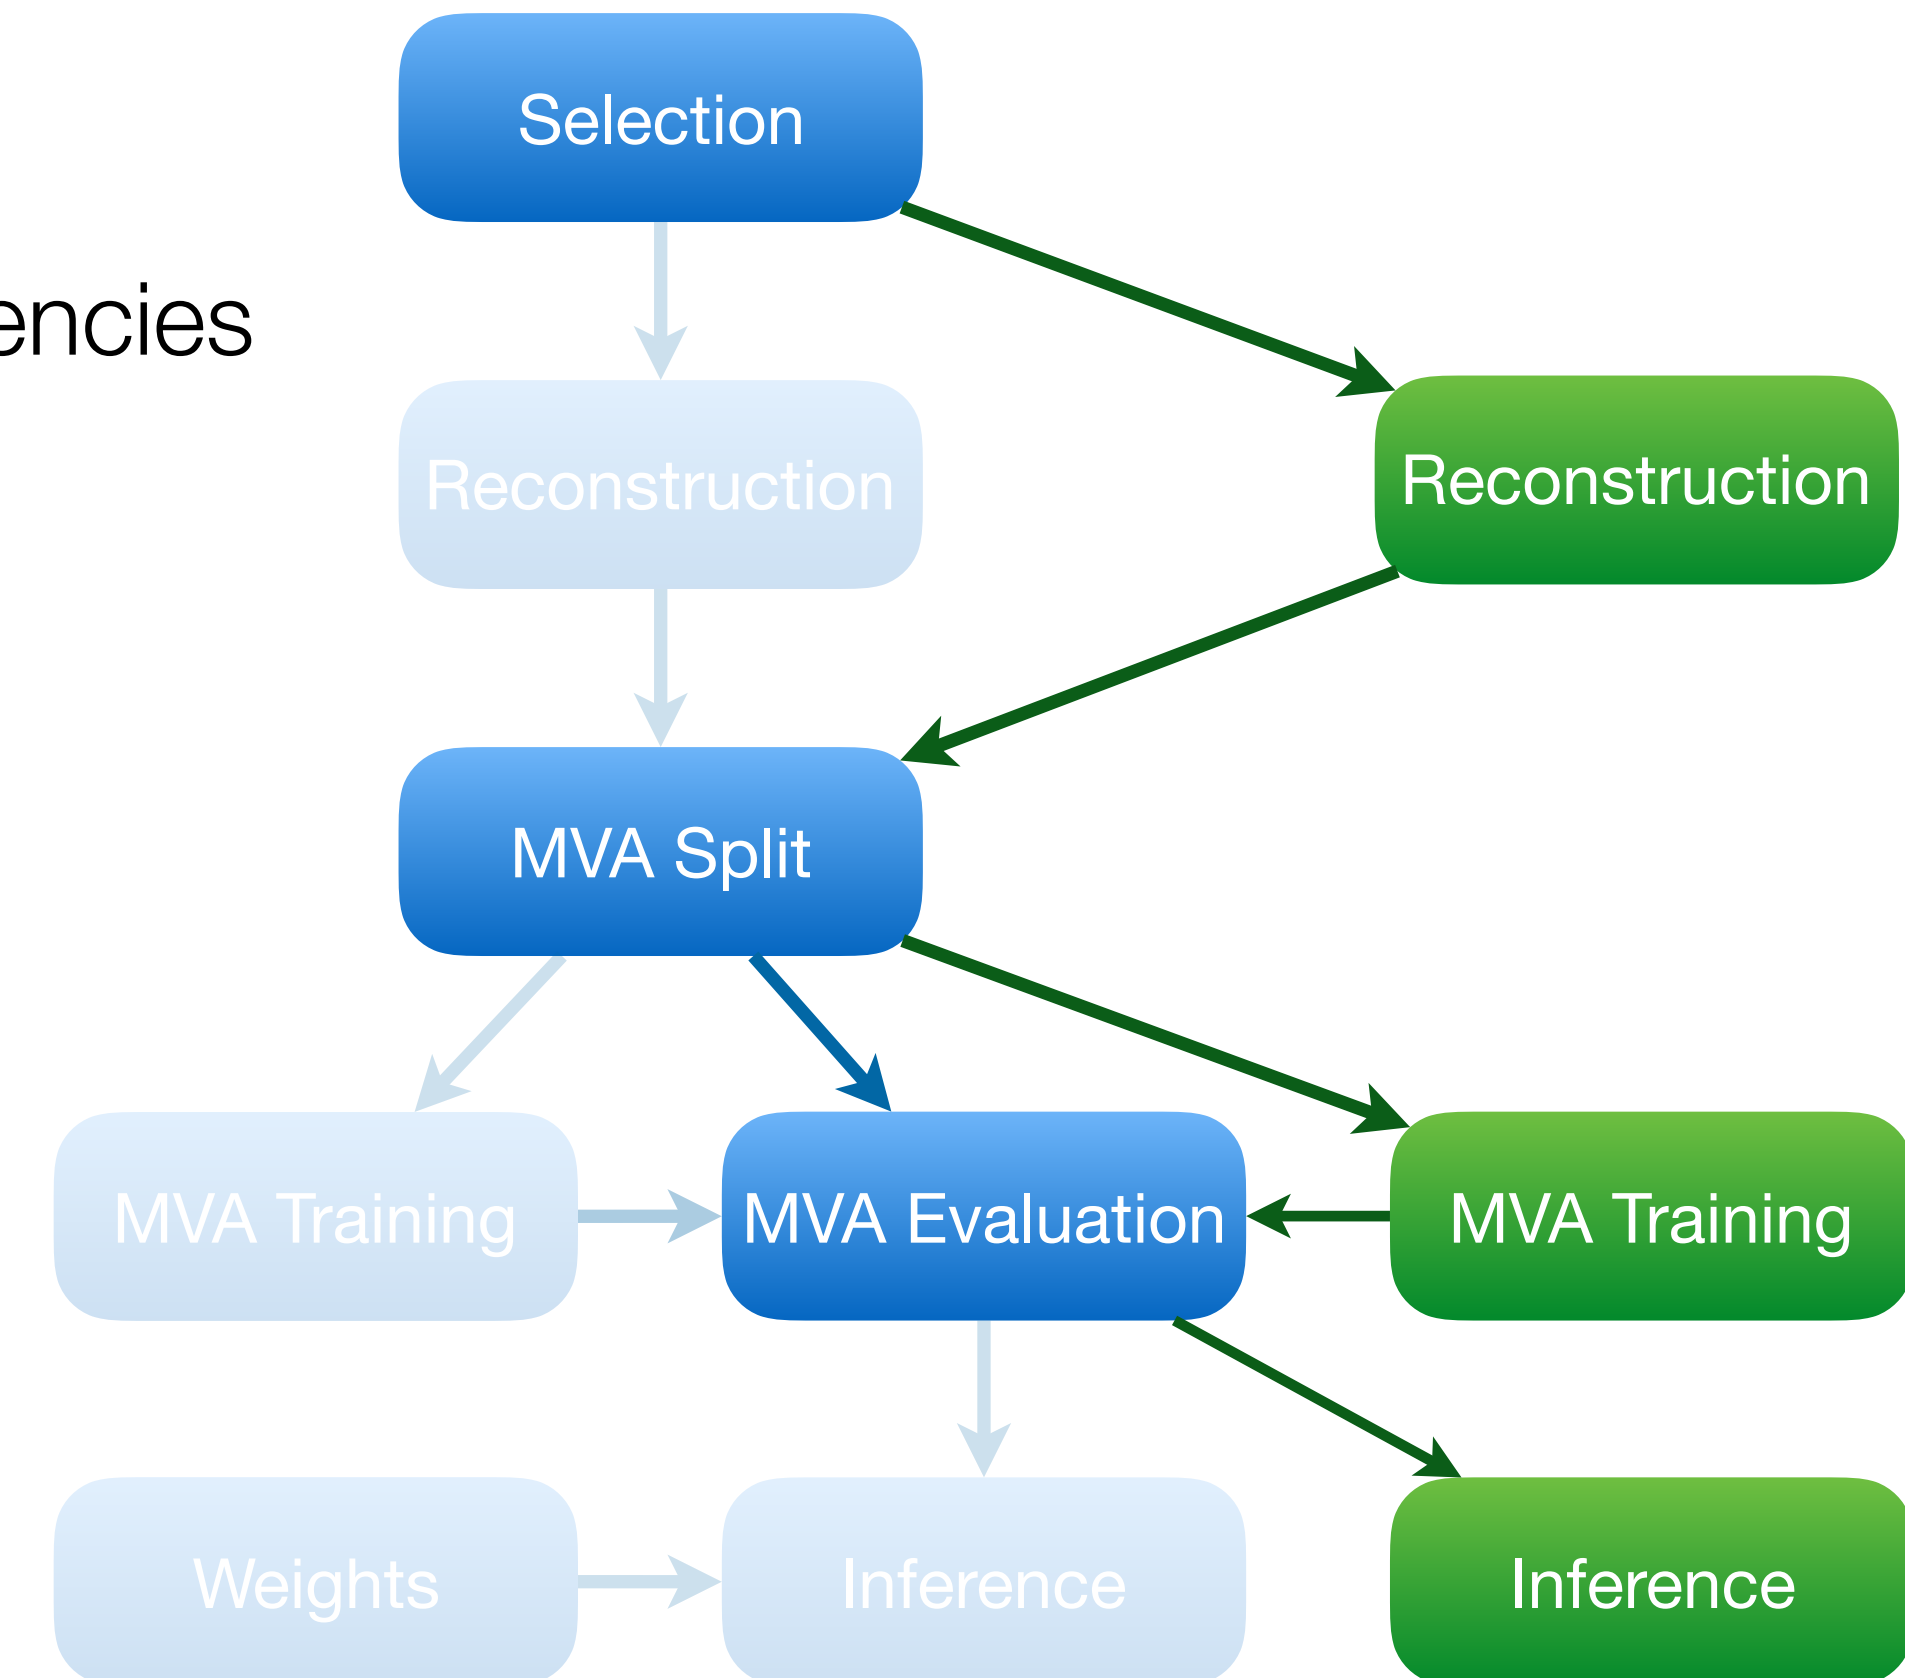 Selection
encies
Reconstruction
Reconstruction
MVA Split
MVA Training
MVA Evaluation
MVA Training
Weights
Inference
Inference